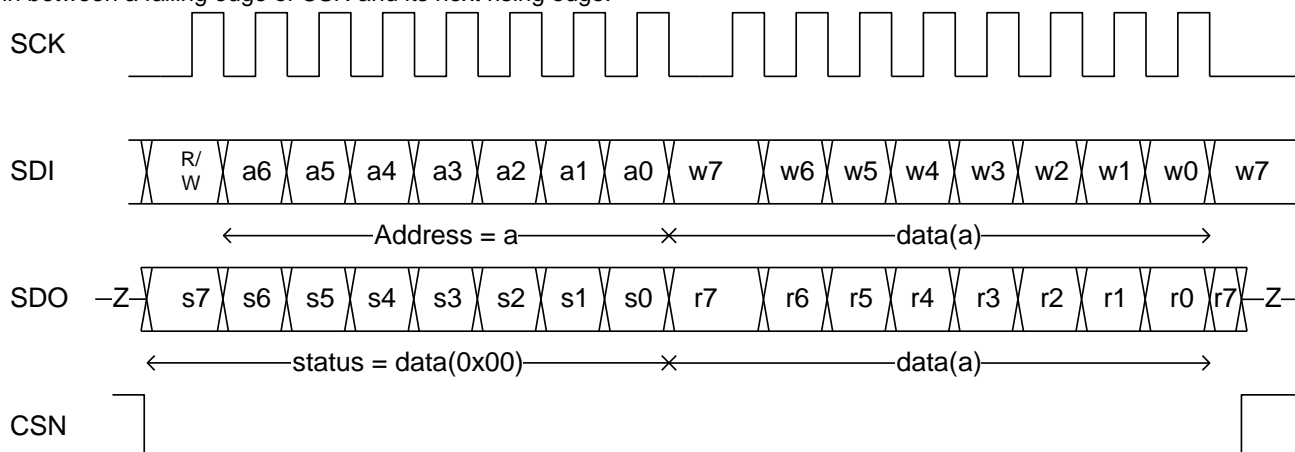 in between a falling edge of CSN and its next rising edge.
SCK
SDI R/W a6 a5 a4 a3 a2 a1 a0 w7 w6 w5 w4 w3 w2 w1 w0 w7
Address = a data(a)
SDO Z s7 s6 s5 s4 s3 s2 s1 s0 r7 r6 r5 r4 r3 r2 r1 r0 r7 Z
status = data(0x00) data(a)
CSN